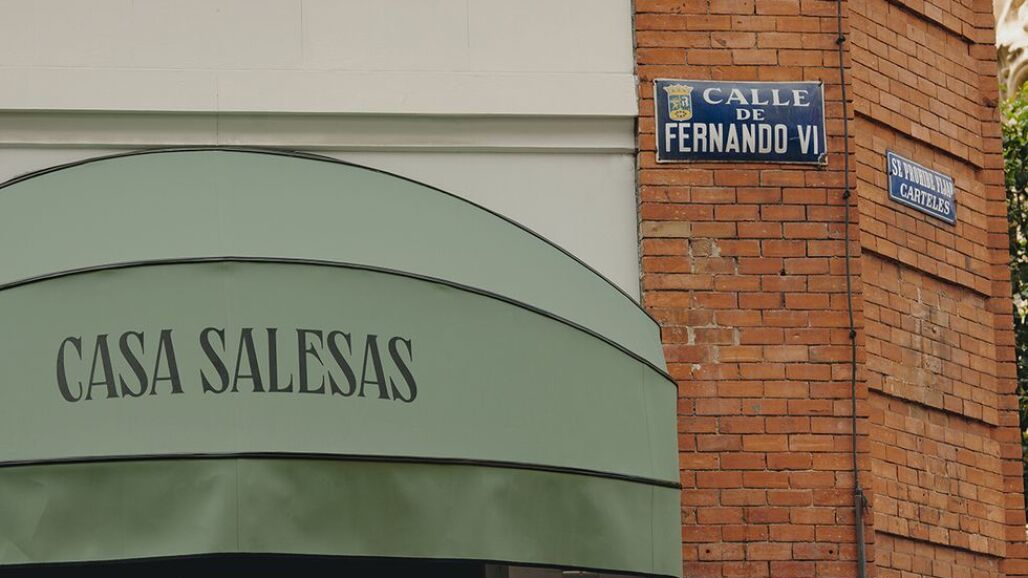 CASA SALESAS
CALLE
DE
FERNANDO VI
SE PROHIBE FIJAR
CARTELES